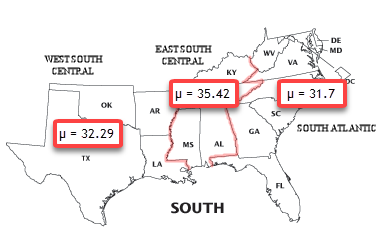 WEST SOUTH
CENTRAL
EAST SOUTH
CENTRAL
WV
VA
DE
MD
DC
KY
μ = 35.42
μ = 31.7
OK
AR
SC
SOUTH ATLANTIC
μ = 32.29
TX
LA
MS
AL
GA
FL
SOUTH